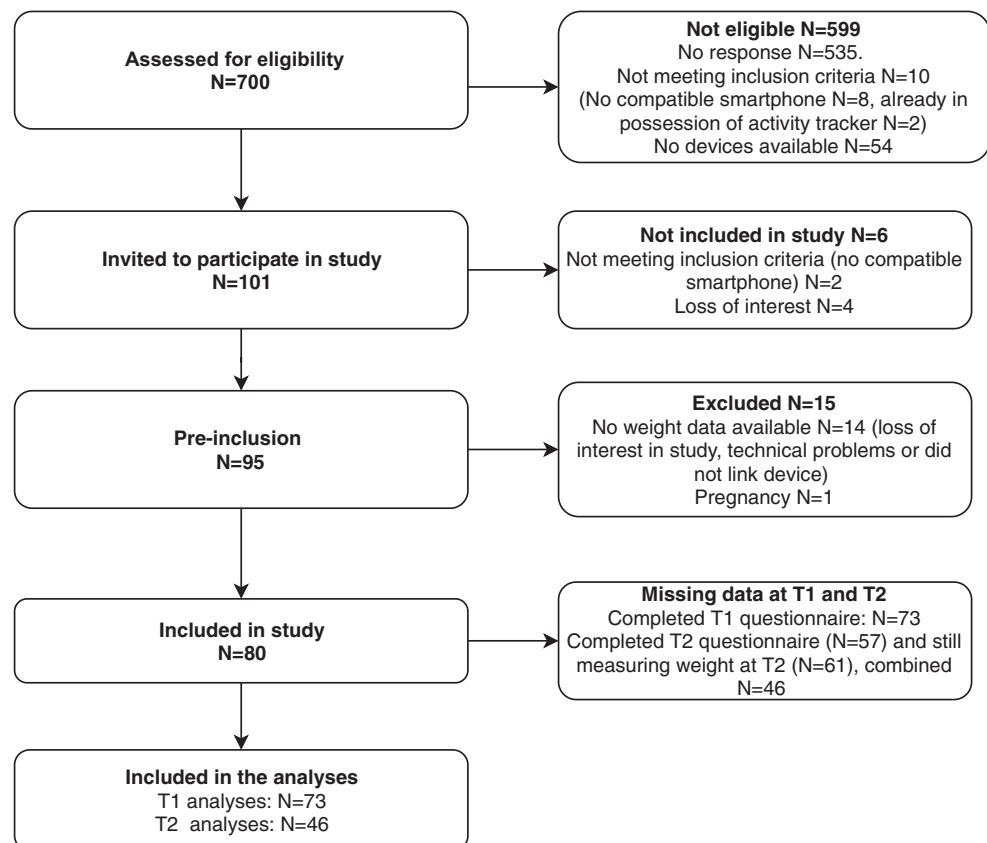 Assessed for eligibility
N=700
Not eligible N=599
No response N=535.
Not meeting inclusion criteria N=10
(No compatible smartphone N=8, already in
possession of activity tracker N=2)
No devices available N=54
Invited to participate in study
N=101
Not included in study N=6
Not meeting inclusion criteria (no compatible
smartphone) N=2
Loss of interest N=4
Pre-inclusion
N=95
Excluded N=15
No weight data available N=14 (loss of
interest in study, technical problems or did
not link device)
Pregnancy N=1
Included in study
N=80
Missing data at T1 and T2
Completed T1 questionnaire: N=73
Completed T2 questionnaire (N=57) and still
measuring weight at T2 (N=61), combined
N=46
Included in the analyses
T1 analyses: N=73
T2 analyses: N=46